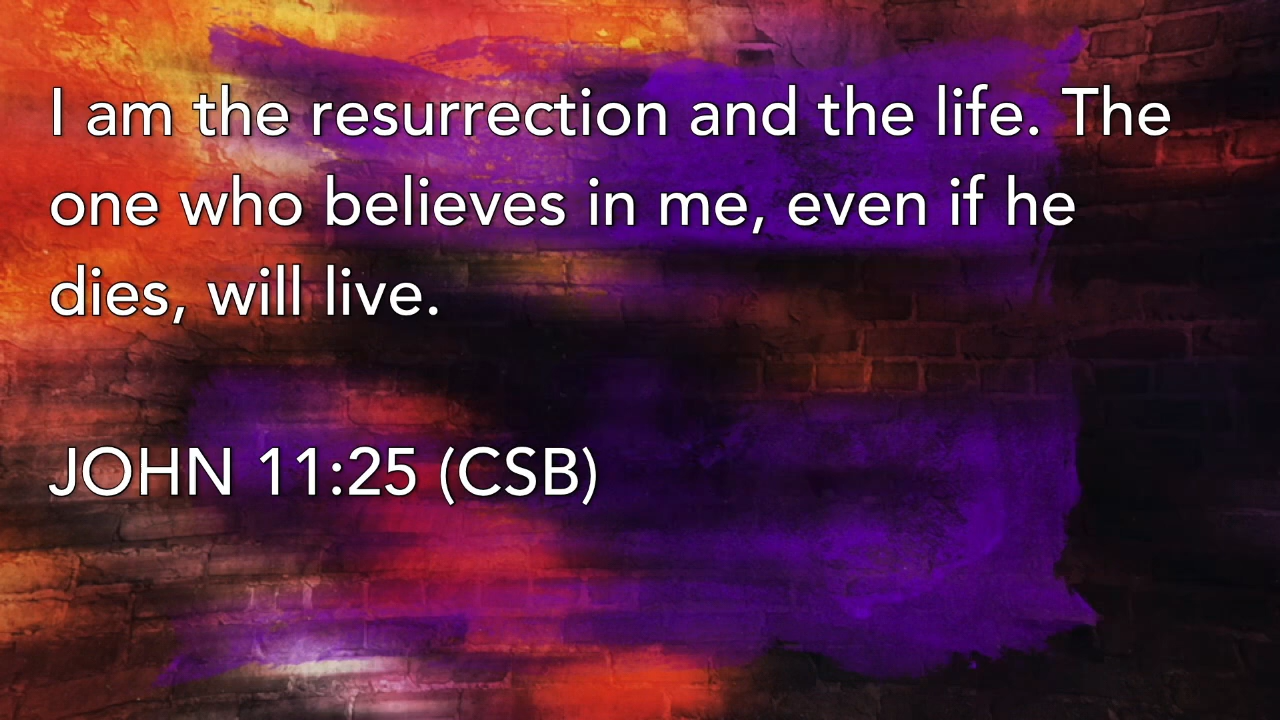 I am the resurrection and the life. The
one who believes in me, even if he
dies, will live.
JOHN 11:25 (CSB)